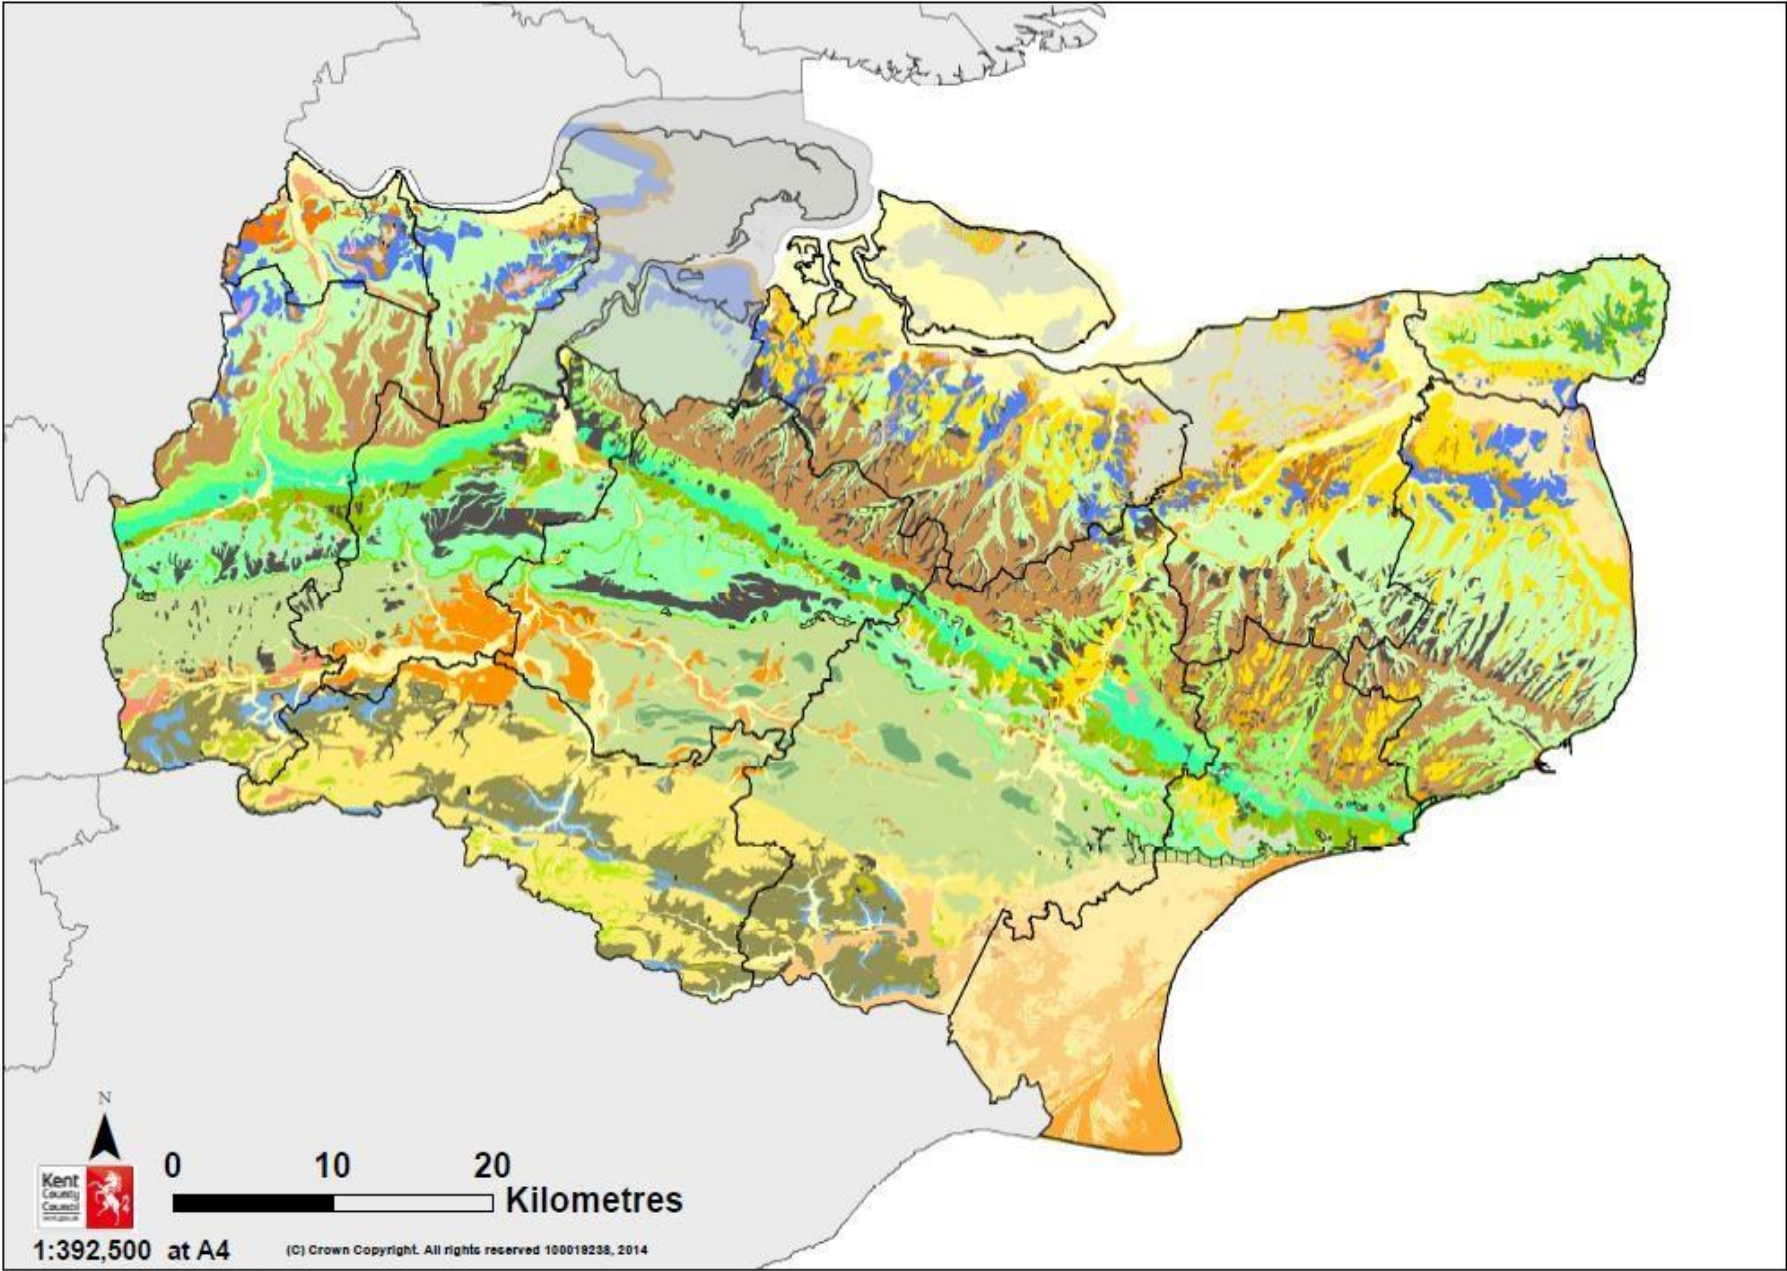 N
0 10 20
Kilometres
Kent
County
Council
1:392,500 at A4
(C) Crown Copyright. All rights reserved 100019238, 2014